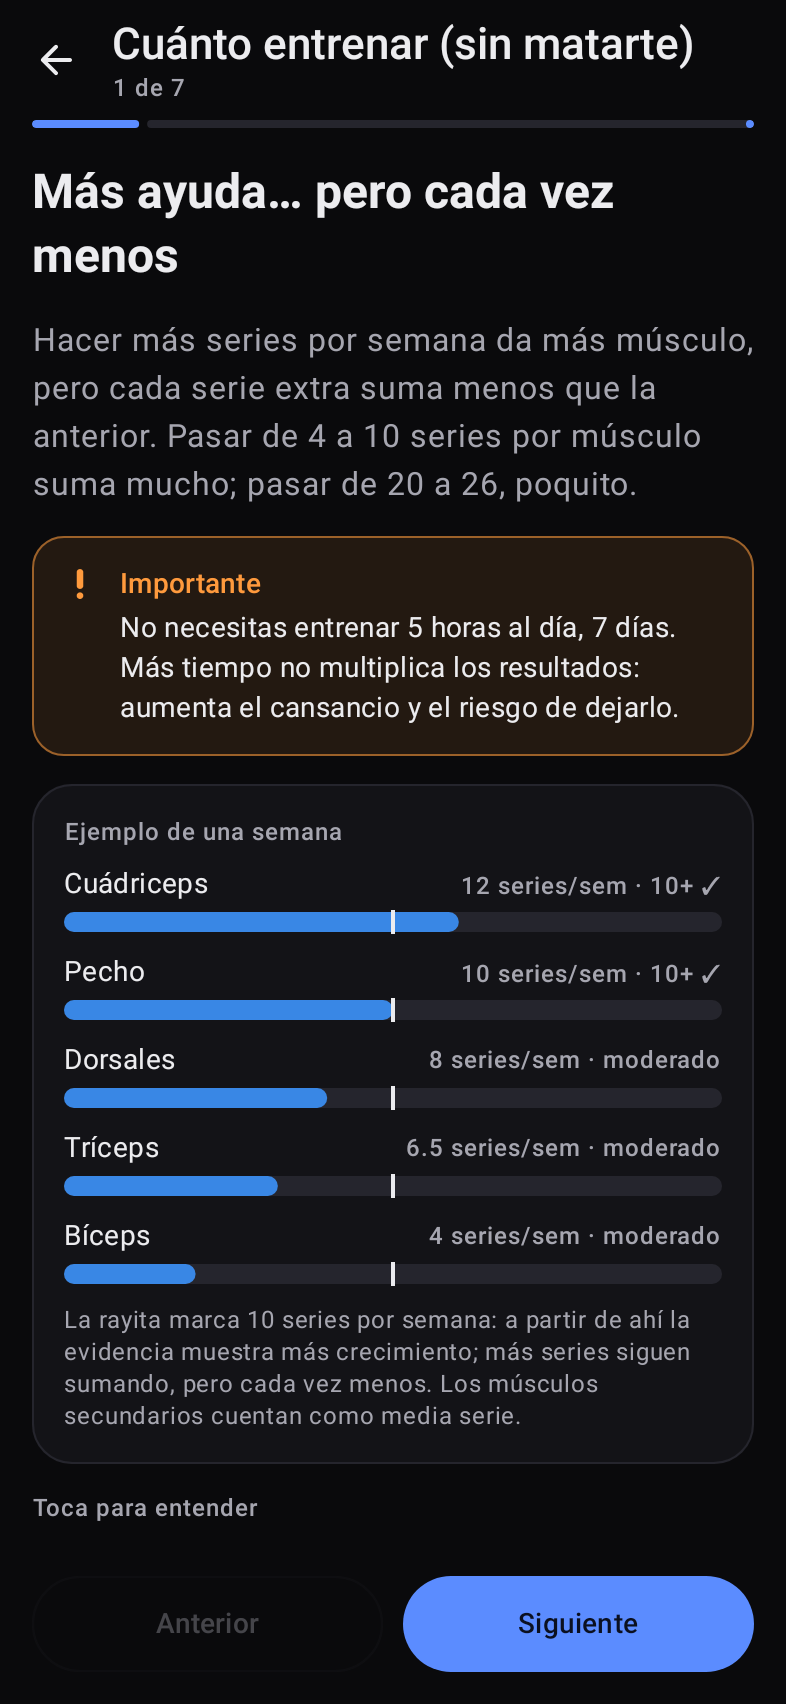 Cuánto entrenar (sin matarte)
1 de 7
Más ayuda... pero cada vez
menos
Hacer más series por semana da más músculo,
pero cada serie extra suma menos que la
anterior. Pasar de 4 a 10 series por músculo
suma mucho; pasar de 20 a 26, poquito.
Importante
No necesitas entrenar 5 horas al día, 7 días.
Más tiempo no multiplica los resultados:
aumenta el cansancio y el riesgo de dejarlo.
Ejemplo de una semana
Cuádriceps 12 series/sem · 10+ ✓
Pecho 10 series/sem · 10+ ✓
Dorsales 8 series/sem · moderado
Tríceps 6.5 series/sem · moderado
Bíceps 4 series/sem · moderado
La rayita marca 10 series por semana: a partir de ahí la
evidencia muestra más crecimiento; más series siguen
sumando, pero cada vez menos. Los músculos
secundarios cuentan como media serie.
Toca para entender
Anterior Siguiente